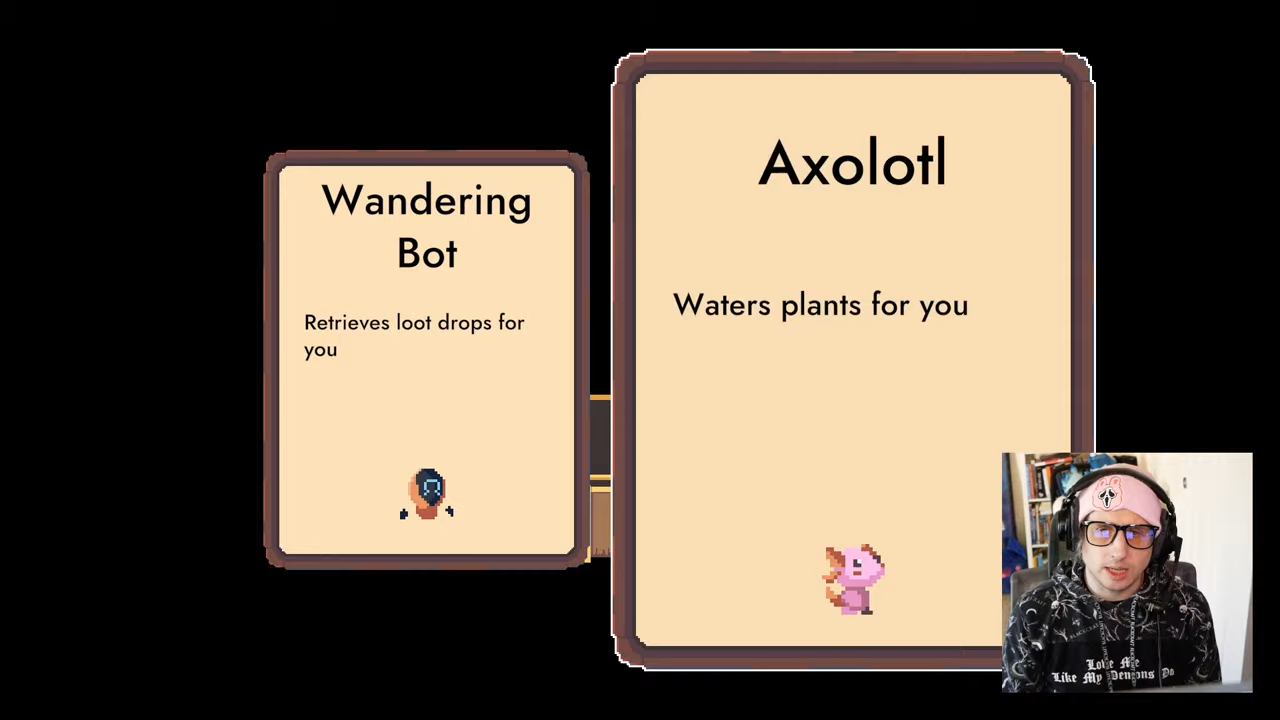 Wandering
Bot
Retrieves loot drops for
you
Axolotl
Waters plants for you
Love Me
Like My Demons Do